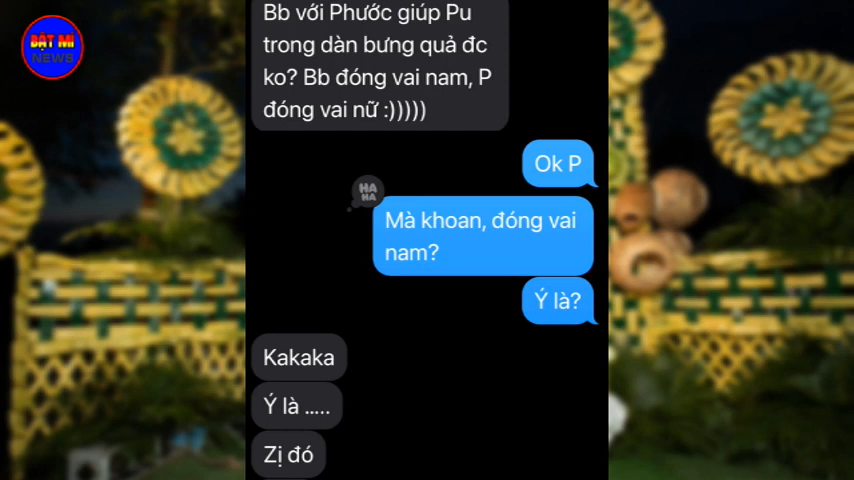 BẬT MÍ
NEWS
Bb với Phước giúp Pu
trong dàn bưng quả đc
ko? Bb đóng vai nam, P
đóng vai nữ :)))))
Ok P
HA
HA
Mà khoan, đóng vai
nam?
Ý là?
Kakaka
Ý là .....
Zị đó